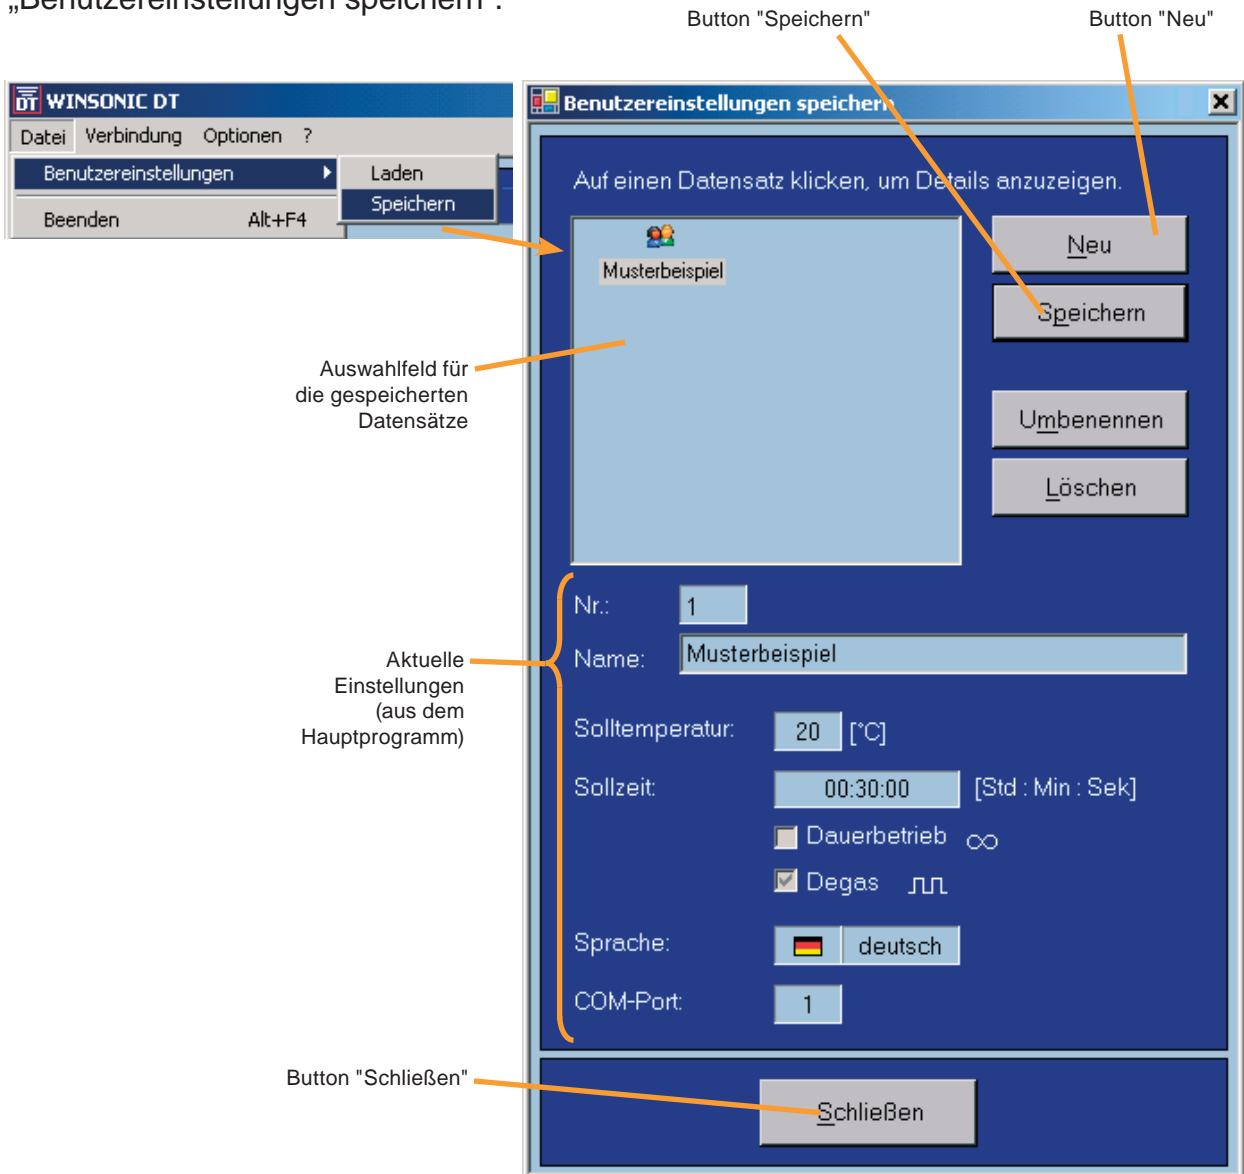 „Benutzereinstellungen speichern“.
Button "Speichern"
Button "Neu"
DT WINSONIC DT
Datei Verbindung Optionen ?
Benutzereinstellungen
Laden
Speichern
Beenden Alt+F4
Benutzereinstellungen speichern
Auf einen Datensatz klicken, um Details anzuzeigen.
Musterbeispiel
Neu
Speichern
Umbenennen
Löschen
Auswahlfeld für
die gespeicherten
Datensätze
Nr.: 1
Name: Musterbeispiel
Aktuelle
Einstellungen
(aus dem
Hauptprogramm)
Solltemperatur: 20 [°C]
Sollzeit: 00:30:00 [Std : Min : Sek]
Dauerbetrieb ∞
Degas
Sprache: deutsch
COM-Port: 1
Button "Schließen"
Schließen